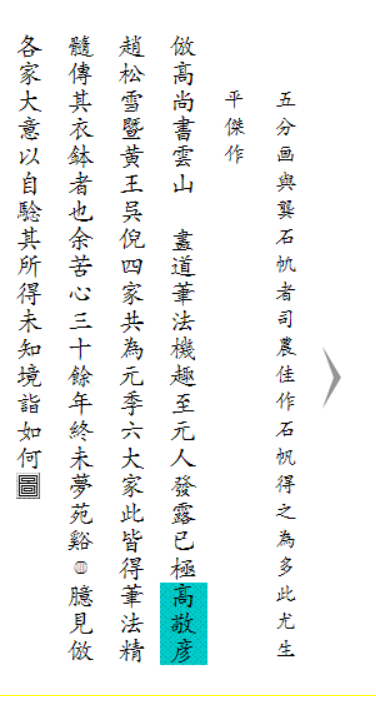 五分画與龔石帆者司農佳作石帆得之為多此尤生
平傑作
倣高尚書雲山 畫道筆法機趣至元人發露已極高敬彦
趙松雪暨黃王吳倪四家共為元季六大家此皆得筆法精
髓傳其衣鉢者也余苦心三十餘年終未夢苑谿◍臆見倣
各家大意以自騐其所得未知境詣如何圖